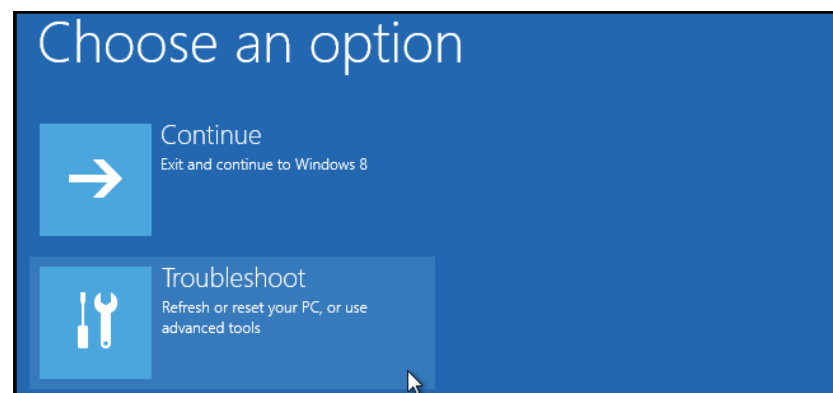 Choose an option
Continue
Exit and continue to Windows 8
Troubleshoot
Refresh or reset your PC, or use
advanced tools